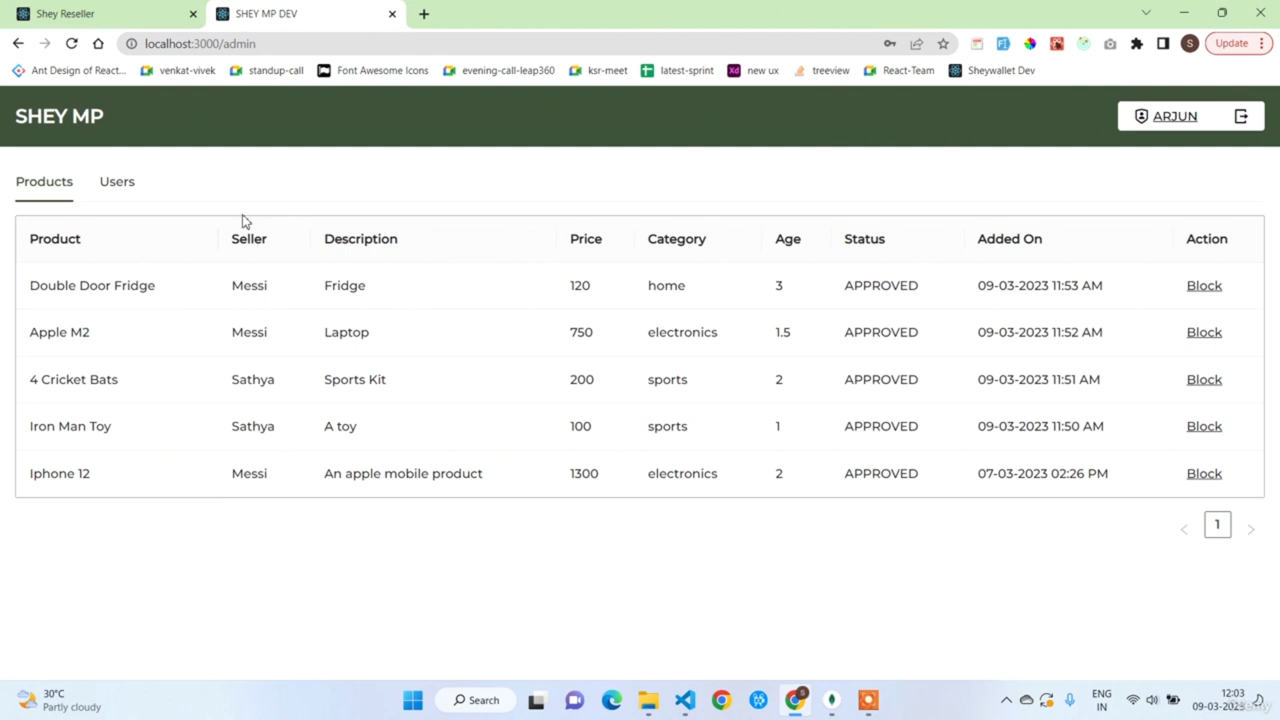 Shey Reseller
SHEY MP DEV
localhost:3000/admin
Update
Ant Design of React...
venkat-vivek
standup-call
Font Awesome Icons
evening-call-leap360
ksr-meet
latest-sprint
Xd new ux
treeview
React-Team
Sheywallet Dev
SHEY MP
ARJUN
Products Users
Product Seller Description Price Category Age Status Added On Action
Double Door Fridge Messi Fridge 120 home 3 APPROVED 09-03-2023 11:53 AM Block
Apple M2 Messi Laptop 750 electronics 1.5 APPROVED 09-03-2023 11:52 AM Block
4 Cricket Bats Sathya Sports Kit 200 sports 2 APPROVED 09-03-2023 11:51 AM Block
Iron Man Toy Sathya A toy 100 sports 1 APPROVED 09-03-2023 11:50 AM Block
Iphone 12 Messi An apple mobile product 1300 electronics 2 APPROVED 07-03-2023 02:26 PM Block
1
30°C
Partly cloudy
Search
ENG
IN
12:03
09-03-2023